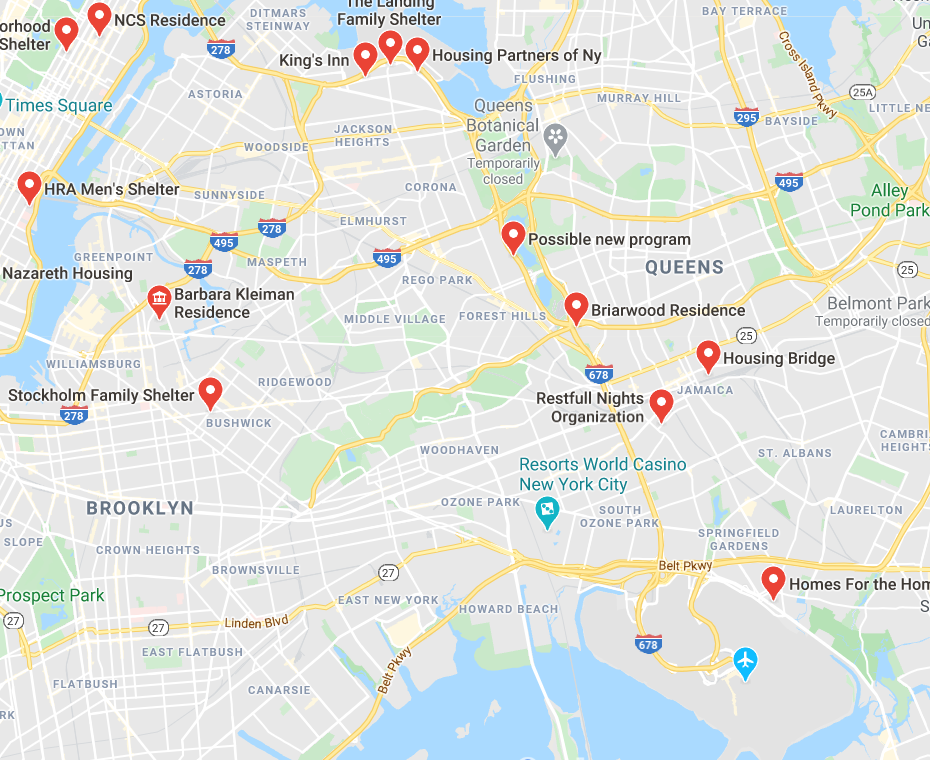 The Landing
Family Shelter
DITMARS
STEINWAY
BAY TERRACE
NCS Residence
orhood
Shelter
278
King's Inn
Housing Partners of Ny
Cross Island Pkwy
Times Square
ASTORIA
FLUSHING
MURRAY HILL
25A
LITTLE NE
OWN
TTAN
JACKSON
HEIGHTS
Queens
Botanical
Garden
Temporarily
closed
295
BAYSIDE
WOODSIDE
HRA Men's Shelter
SUNNYSIDE
CORONA
495
Alley
Pond Park
ELMHURST
278
495
Possible new program
GREENPOINT
278
MASPETH
495
QUEENS
25
Nazareth Housing
REGO PARK
Barbara Kleiman
Residence
MIDDLE VILLAGE
FOREST HILLS
Briarwood Residence
Belmont Park
Temporarily closed
25
WILLIAMSBURG
Housing Bridge
678
RIDGEWOOD
JAMAICA
Stockholm Family Shelter
278
BUSHWICK
Restfull Nights
Organization
WOODHAVEN
ST. ALBANS
CAMBRI
HEIGHTS
Resorts World Casino
New York City
BROOKLYN
OZONE PARK
SOUTH
OZONE PARK
LAURELTON
US
SLOPE
CROWN HEIGHTS
SPRINGFIELD
GARDENS
BROWNSVILLE
27
Belt Pkwy
Homes For the Hom
Prospect Park
EAST NEW YORK
HOWARD BEACH
S
27
27
Linden Blvd
678
EAST FLATBUSH
Belt Pkwy
FLATBUSH
CANARSIE
RK